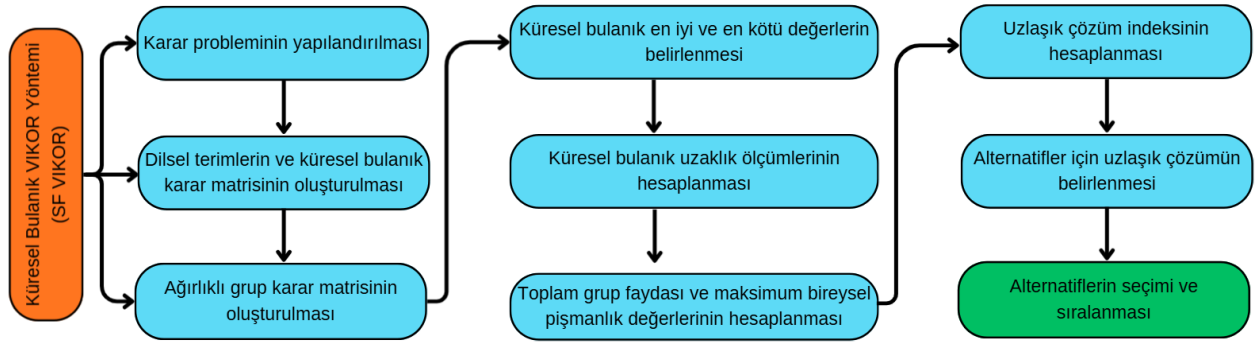 Küresel Bulanık VIKOR Yöntemi
(SF VIKOR)
Karar probleminin yapılandırılması
Dilsel terimlerin ve küresel bulanık
karar matrisinin oluşturulması
Ağırlıklı grup karar matrisinin
oluşturulması
Küresel bulanık en iyi ve en kötü değerlerin
belirlenmesi
Küresel bulanık uzaklık ölçümlerinin
hesaplanması
Toplam grup faydası ve maksimum bireysel
pişmanlık değerlerinin hesaplanması
Uzlaşık çözüm indeksinin
hesaplanması
Alternatifler için uzlaşık çözümün
belirlenmesi
Alternatiflerin seçimi ve
sıralanması